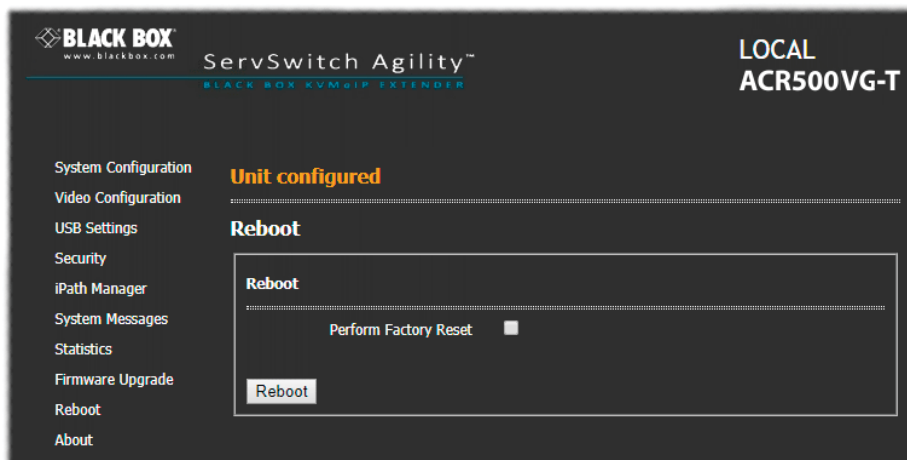 BLACK BOX
www.blackbox.com
ServSwitch Agility™
BLACK BOX KVMoIP EXTENDER
LOCAL
ACR500VG-T
System Configuration
Video Configuration
USB Settings
Security
iPath Manager
System Messages
Statistics
Firmware Upgrade
Reboot
About
Unit configured
Reboot
Reboot
Perform Factory Reset
Reboot